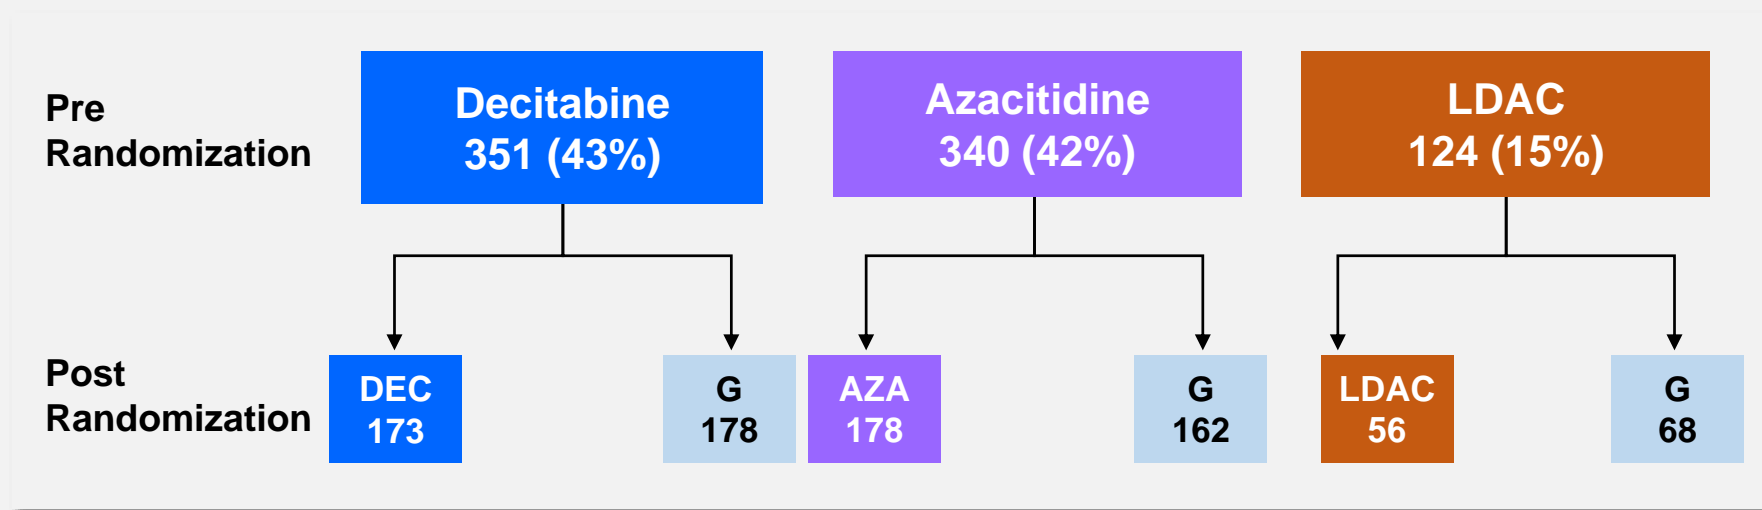 Pre
Randomization
Decitabine
351 (43%)
Azacitidine
340 (42%)
LDAC
124 (15%)
Post
Randomization
DEC
173
G
178
AZA
178
G
162
LDAC
56
G
68